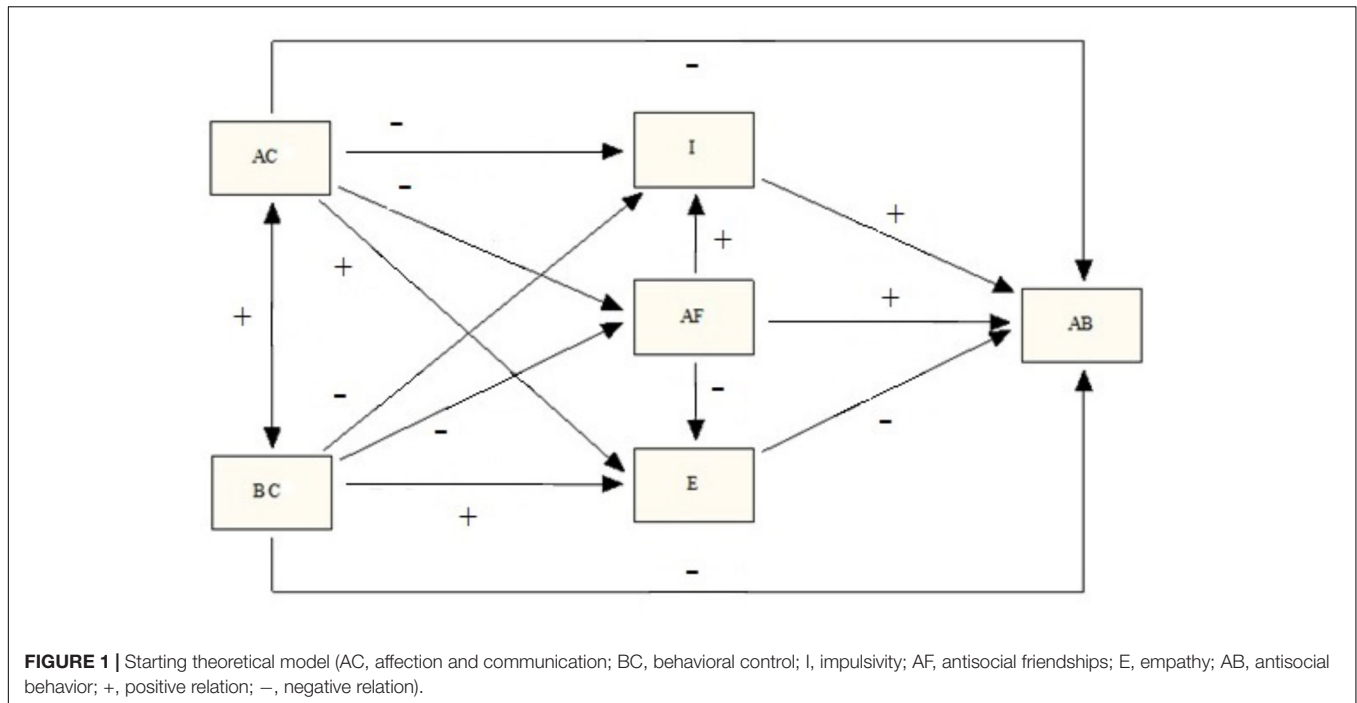 -
AC
-
I
-
+
+
+
+
AF
+
AB
-
-
-
-
BC
E
+
-
FIGURE 1 | Starting theoretical model (AC, affection and communication; BC, behavioral control; I, impulsivity; AF, antisocial friendships; E, empathy; AB, antisocial
behavior; +, positive relation; −, negative relation).